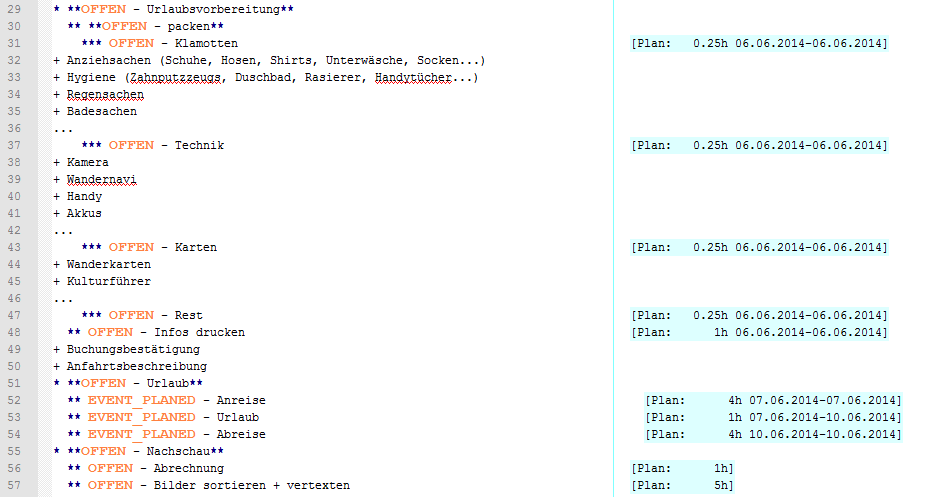 29 * **OFFEN - Urlaubsvorbereitung**
30 ** **OFFEN - packen**
31 *** OFFEN - Klamotten [Plan: 0.25h 06.06.2014-06.06.2014]
32 + Anziehsachen (Schuhe, Hosen, Shirts, Unterwäsche, Socken...)
33 + Hygiene (Zahnputzzeugs, Duschbad, Rasierer, Handytücher...)
34 + Regensachen
35 + Badesachen
36 ...
37 *** OFFEN - Technik [Plan: 0.25h 06.06.2014-06.06.2014]
38 + Kamera
39 + Wandernavi
40 + Handy
41 + Akkus
42 ...
43 *** OFFEN - Karten [Plan: 0.25h 06.06.2014-06.06.2014]
44 + Wanderkarten
45 + Kulturführer
46 ...
47 *** OFFEN - Rest [Plan: 0.25h 06.06.2014-06.06.2014]
48 ** OFFEN - Infos drucken [Plan: 1h 06.06.2014-06.06.2014]
49 + Buchungsbestätigung
50 + Anfahrtsbeschreibung
51 * **OFFEN - Urlaub**
52 ** EVENT_PLANED - Anreise [Plan: 4h 07.06.2014-07.06.2014]
53 ** EVENT_PLANED - Urlaub [Plan: 1h 07.06.2014-10.06.2014]
54 ** EVENT_PLANED - Abreise [Plan: 4h 10.06.2014-10.06.2014]
55 * **OFFEN - Nachschau**
56 ** OFFEN - Abrechnung [Plan: 1h]
57 ** OFFEN - Bilder sortieren + vertexten [Plan: 5h]